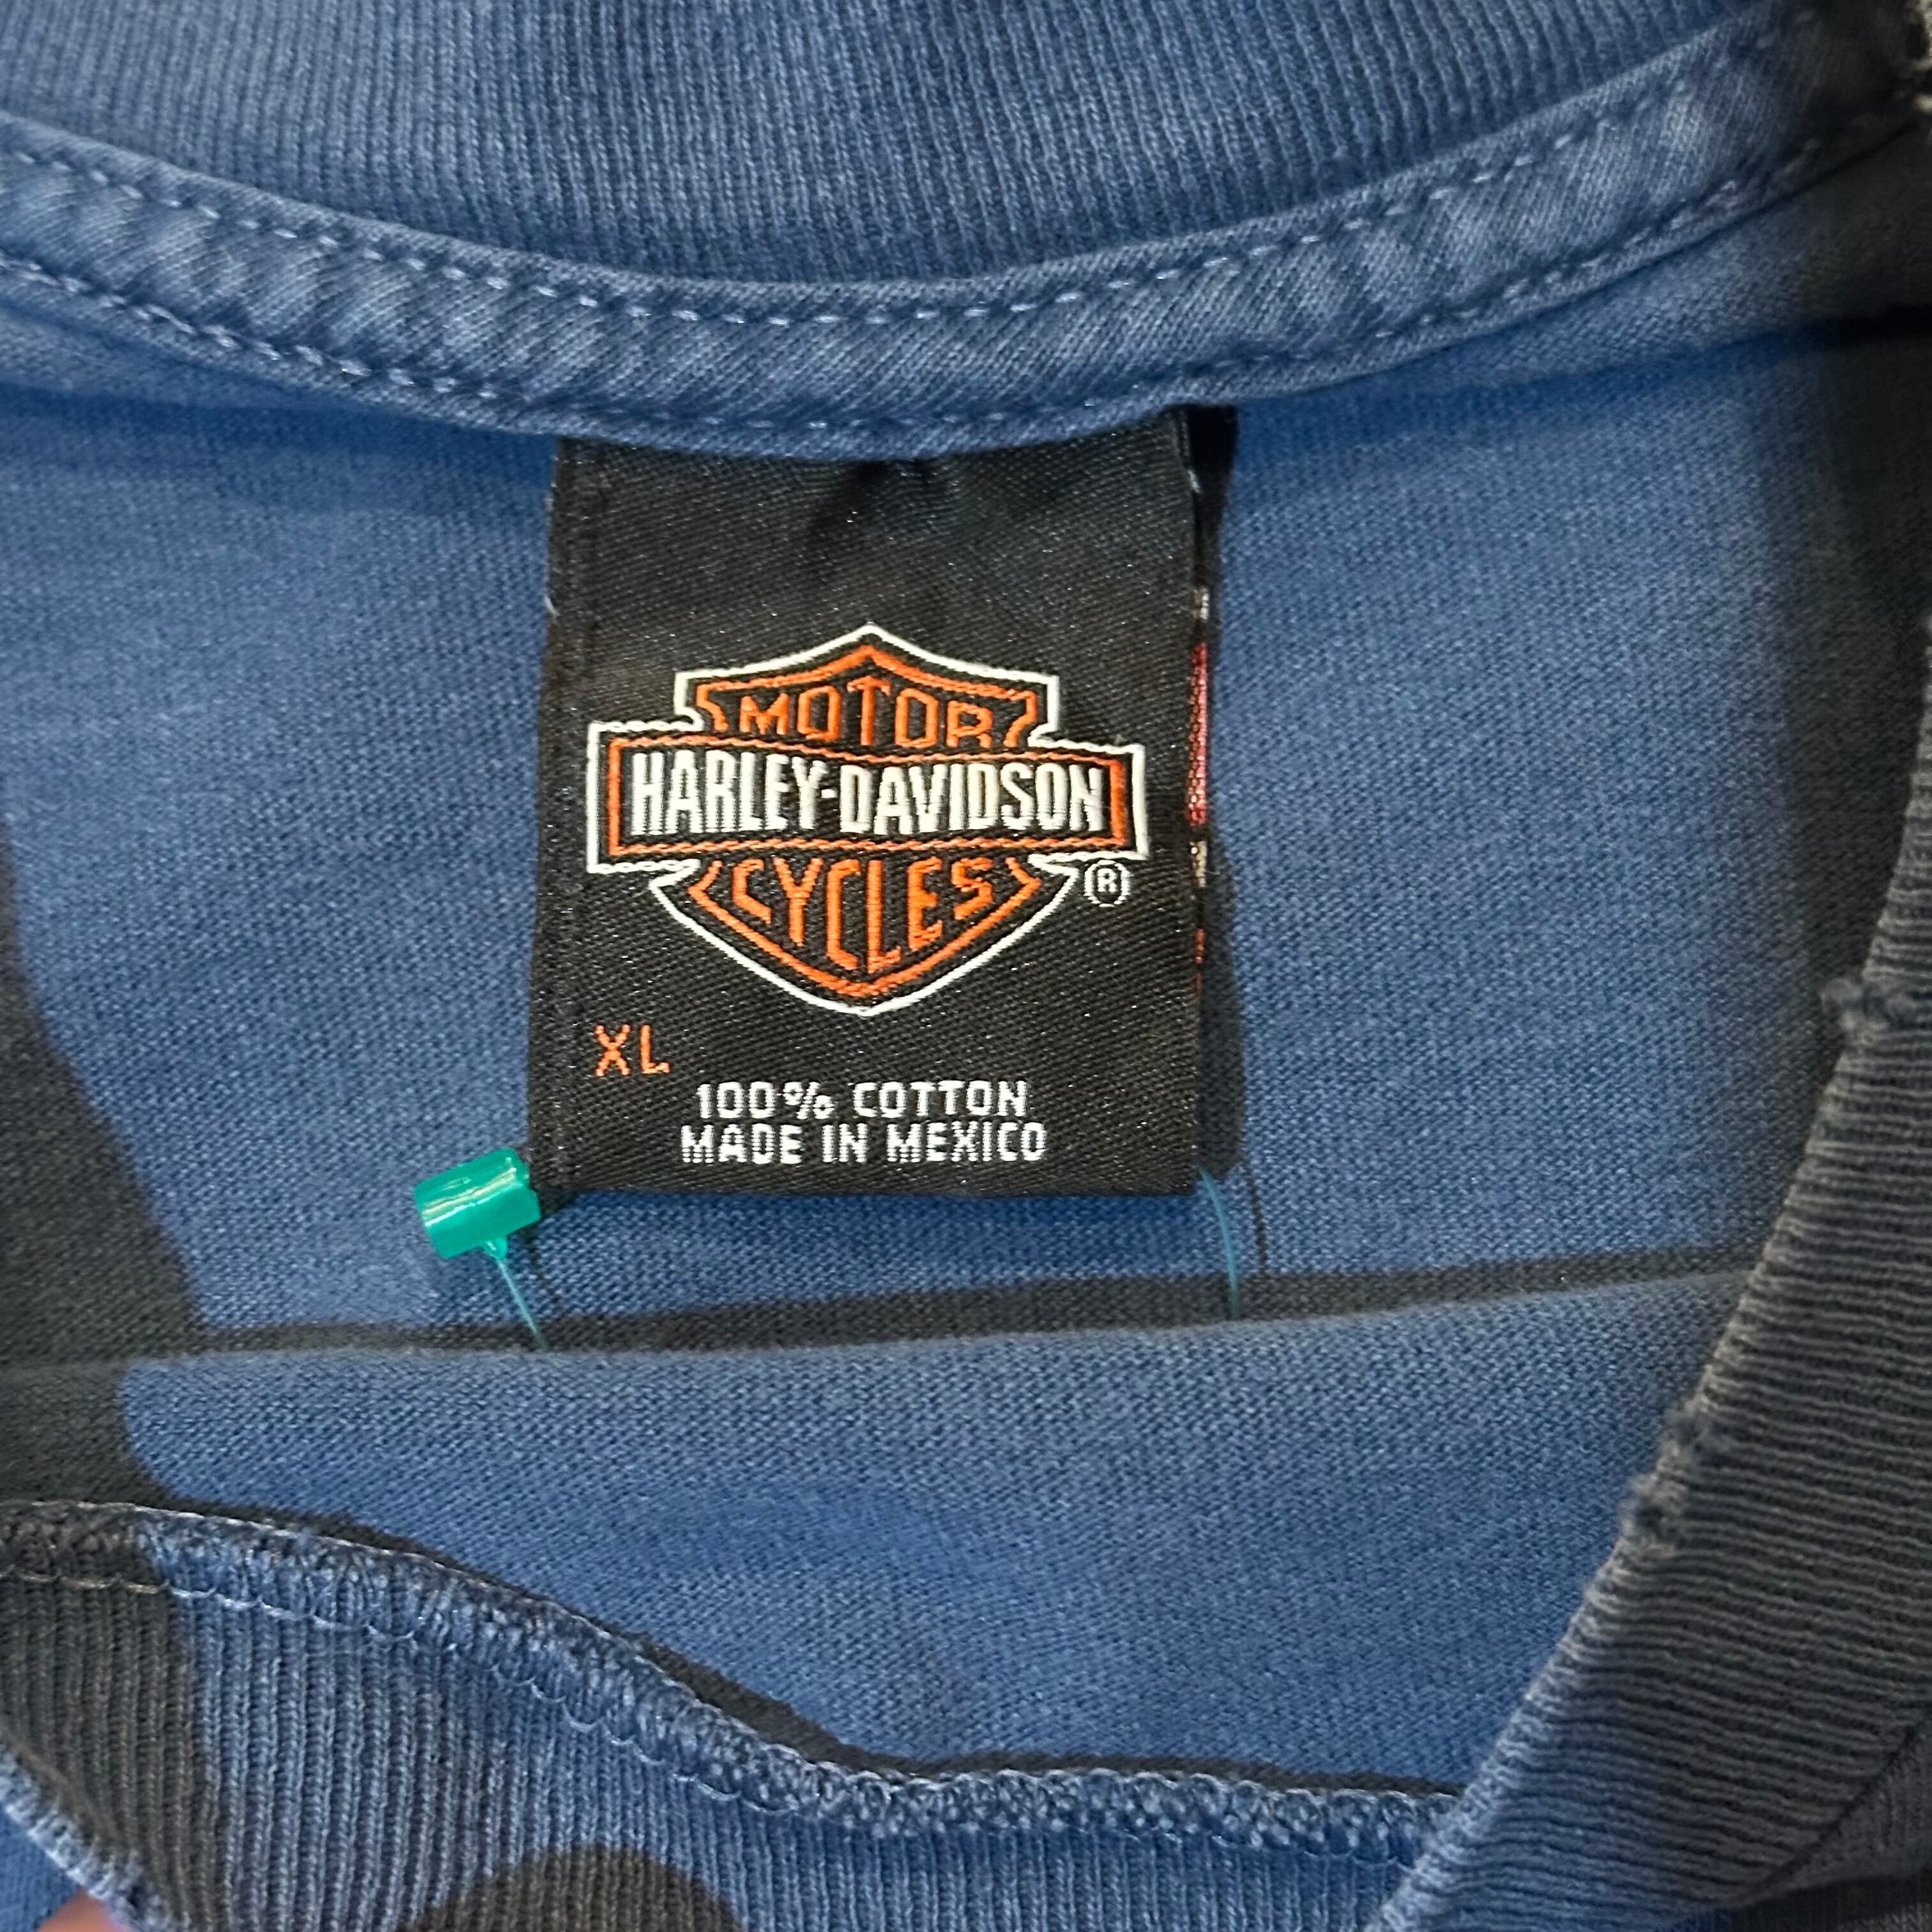 MOTOR
HARLEY-DAVIDSON
CYCLES ®
XL
100% COTTON
MADE IN MEXICO